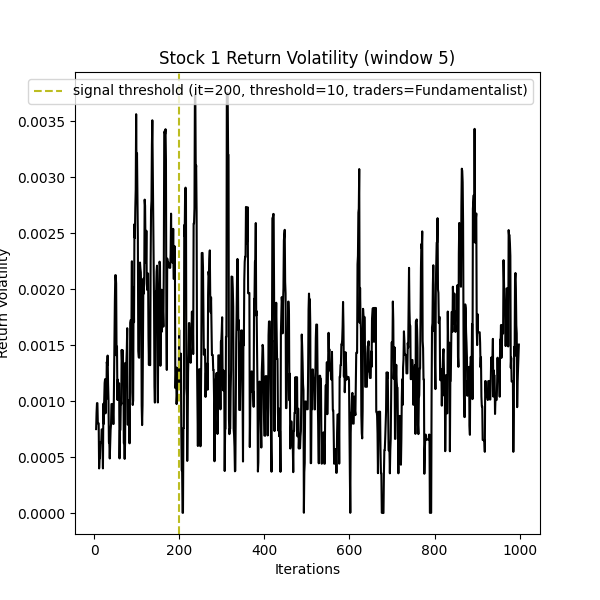 Stock 1 Return Volatility (window 5)
signal threshold (it=200, threshold=10, traders=Fundamentalist)
0.0035
0.0030
0.0025
0.0020
0.0015
0.0010
0.0005
0.0000
Return Volatility
0 200 400 600 800 1000
Iterations